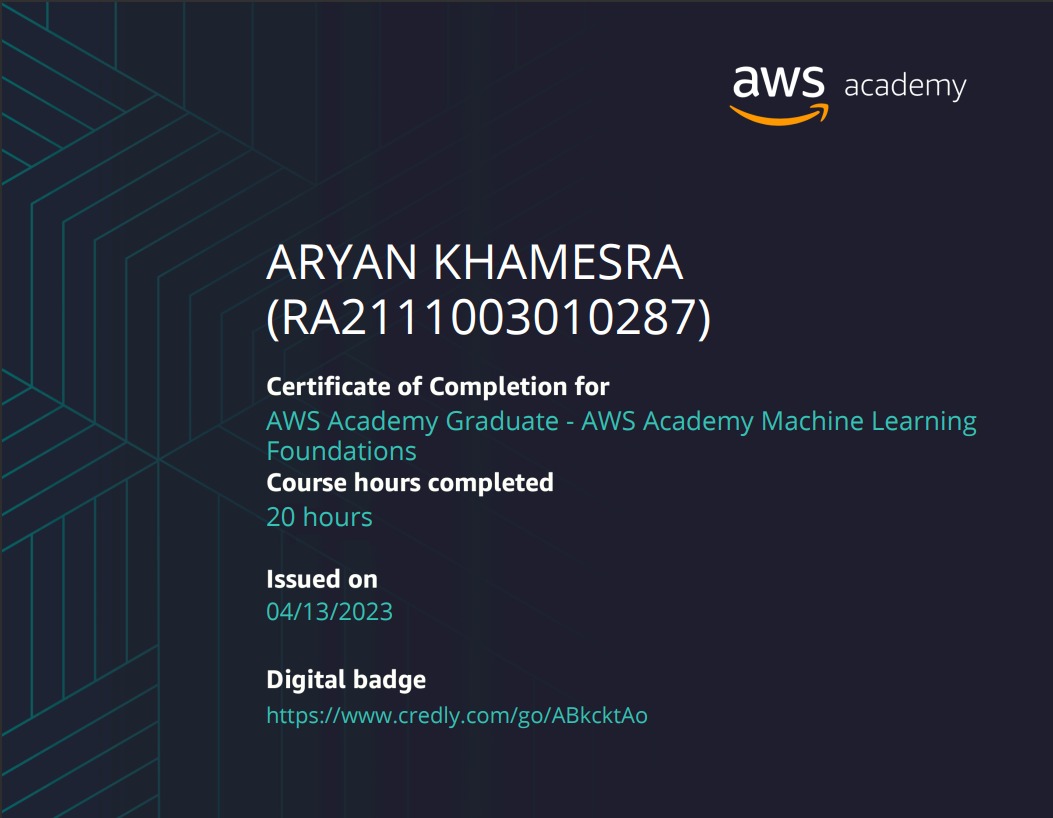 aws academy
ARYAN KHAMESRA
(RA2111003010287)
Certificate of Completion for
AWS Academy Graduate - AWS Academy Machine Learning
Foundations
Course hours completed
20 hours
Issued on
04/13/2023
Digital badge
https://www.credly.com/go/ABkcktAo